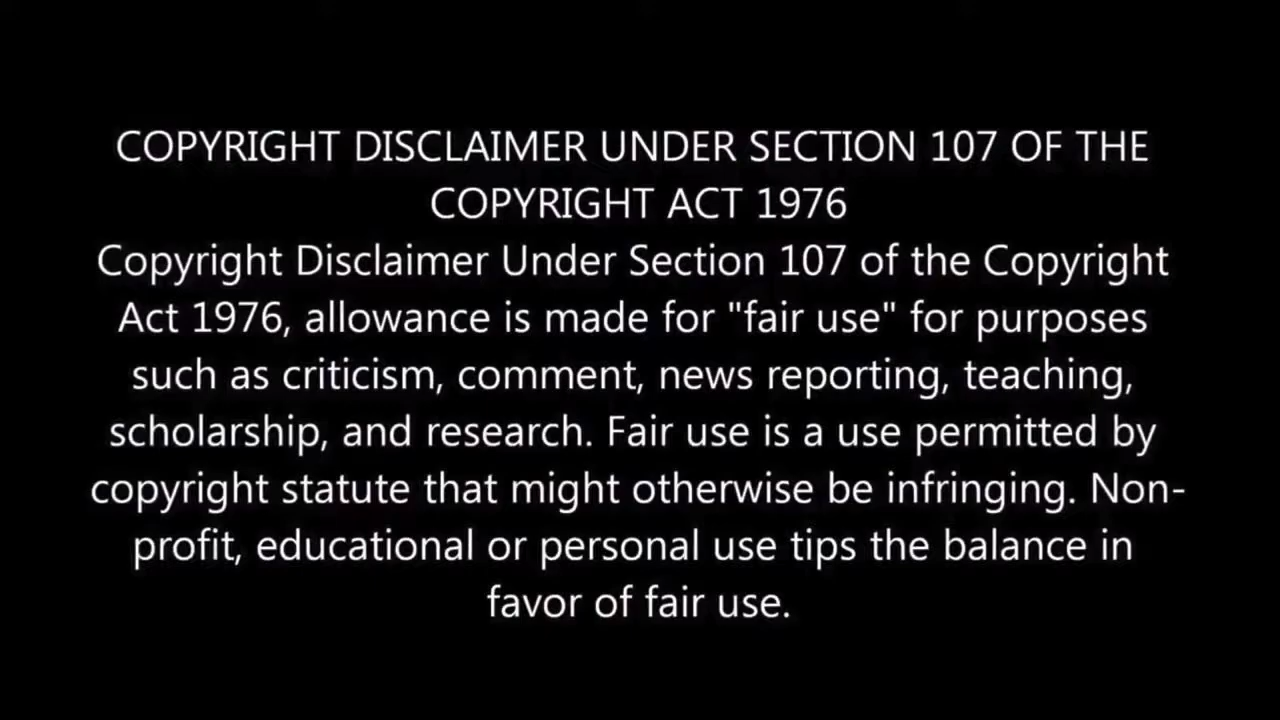 COPYRIGHT DISCLAIMER UNDER SECTION 107 OF THE
COPYRIGHT ACT 1976
Copyright Disclaimer Under Section 107 of the Copyright
Act 1976, allowance is made for "fair use" for purposes
such as criticism, comment, news reporting, teaching,
scholarship, and research. Fair use is a use permitted by
copyright statute that might otherwise be infringing. Non-
profit, educational or personal use tips the balance in
favor of fair use.